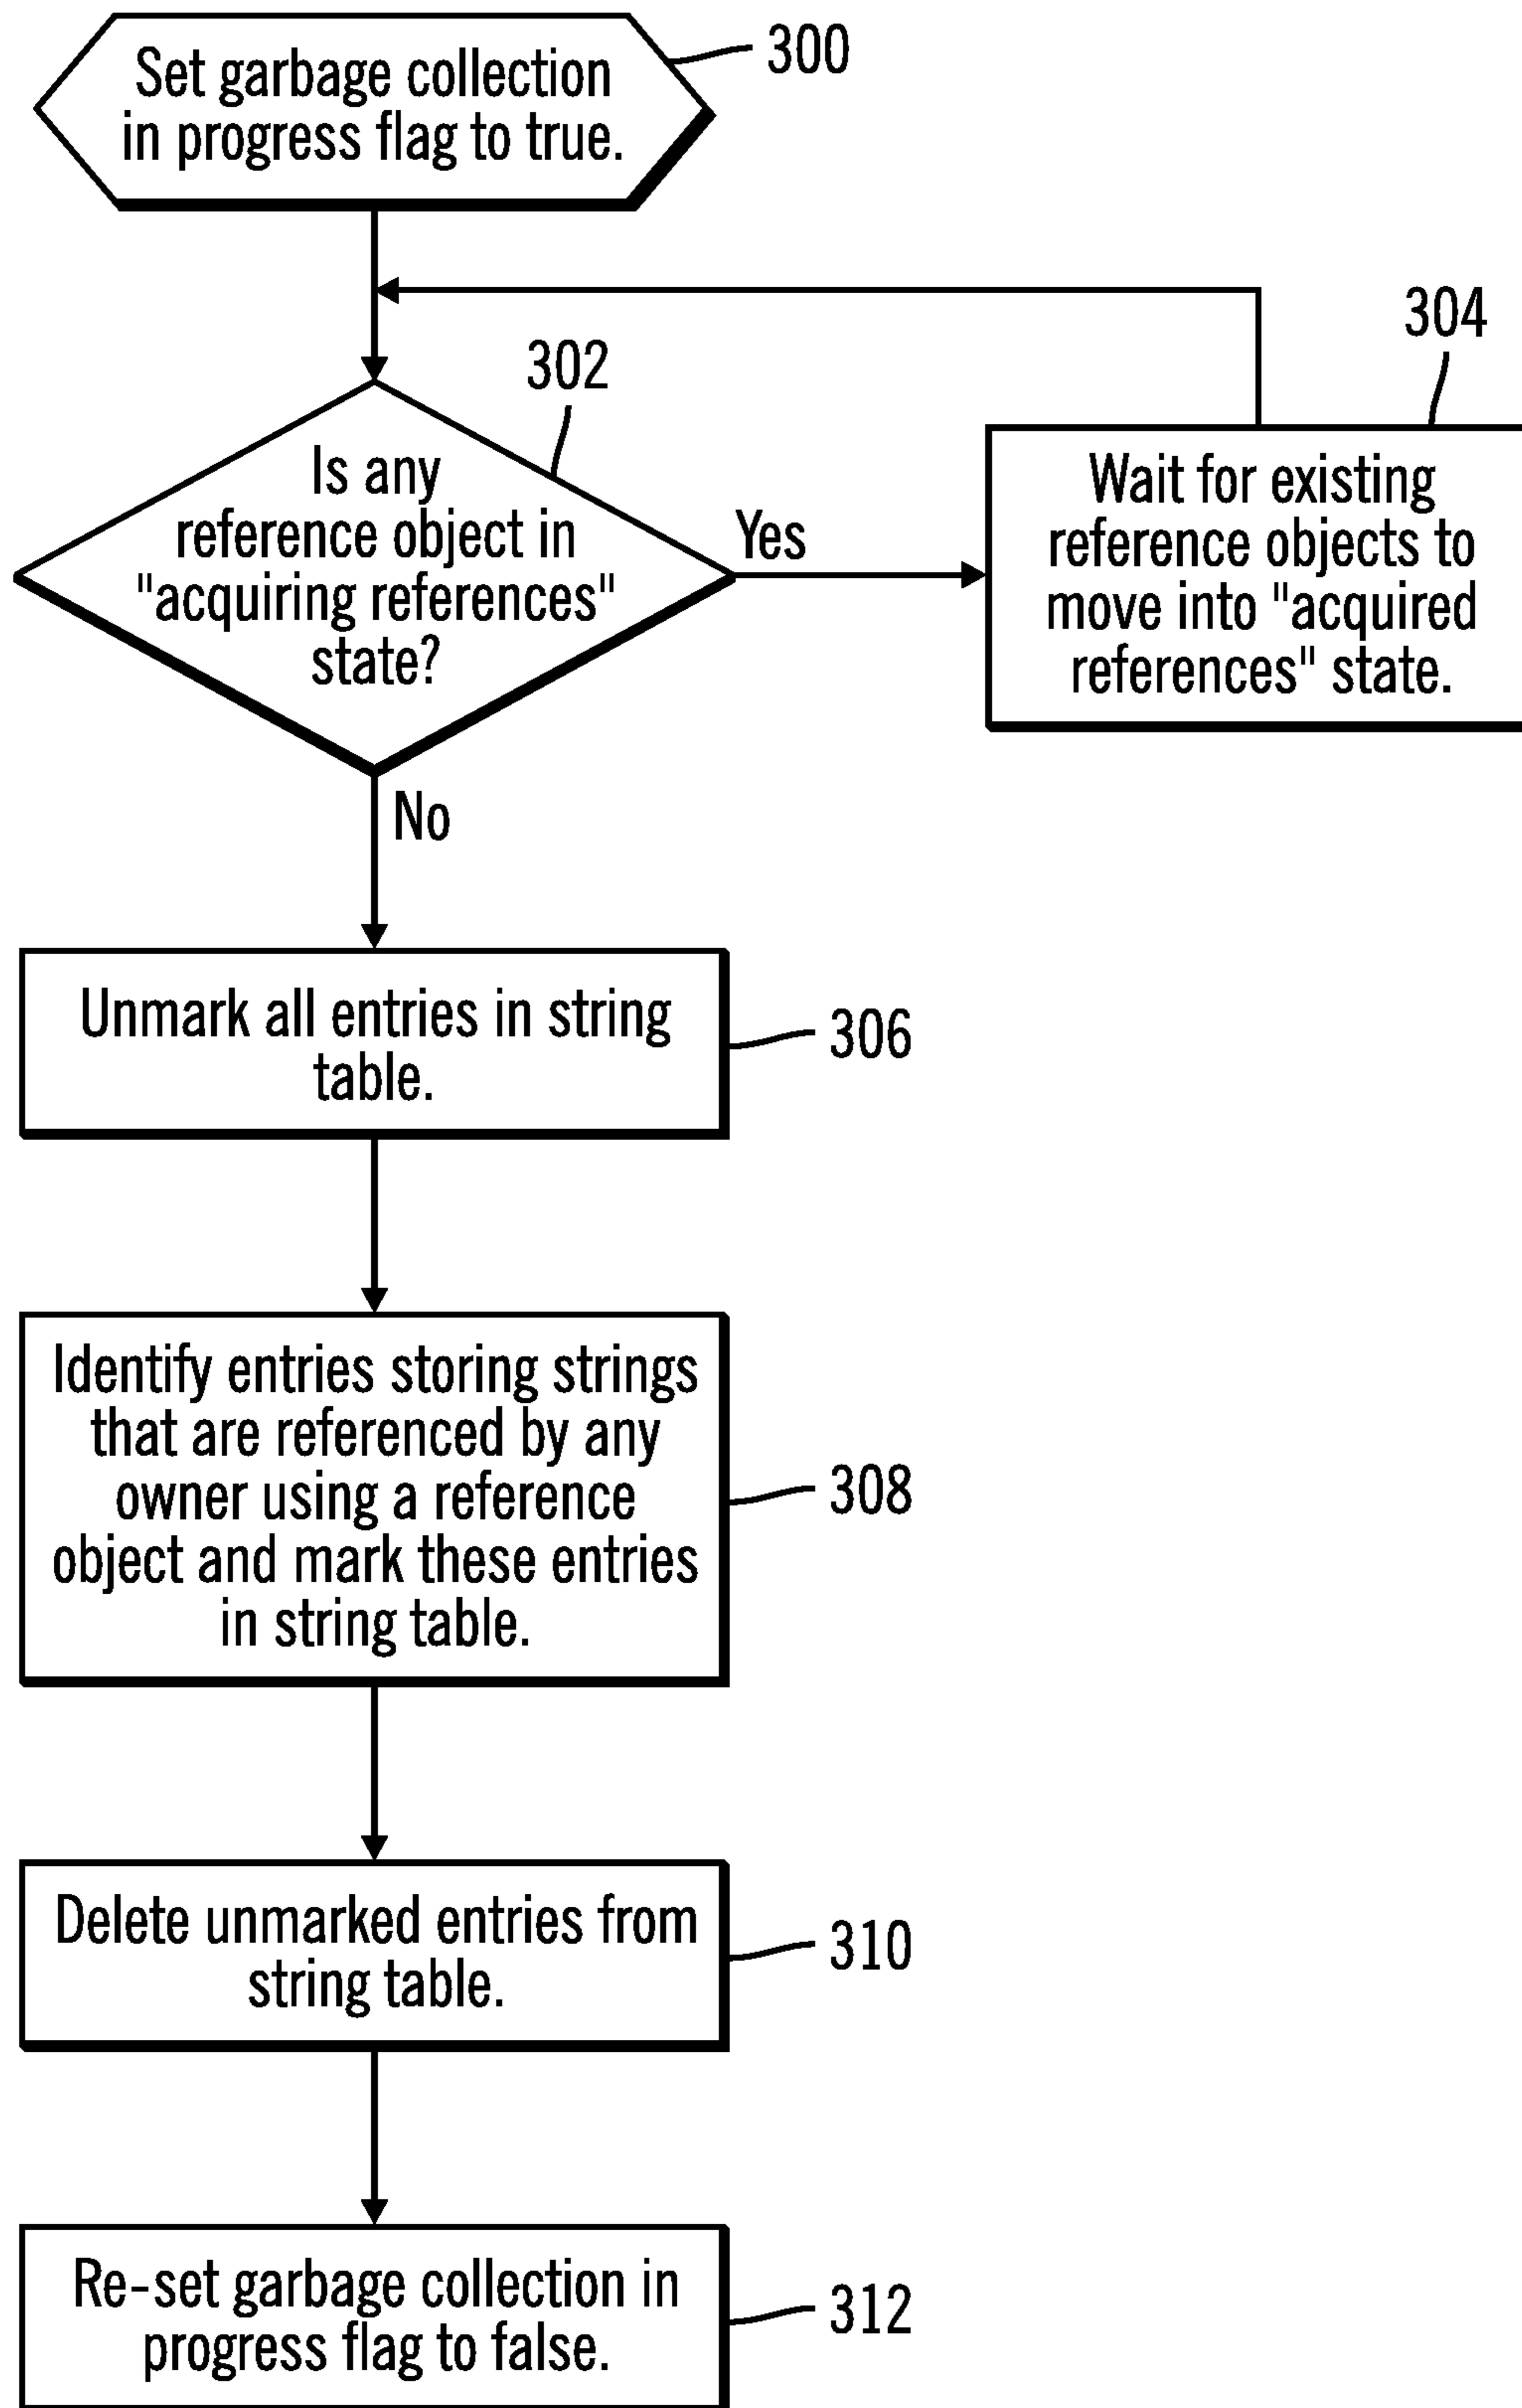 Set garbage collection
in progress flag to true.
300
302
304
Is any
reference object in
"acquiring references"
state?
Yes
Wait for existing
reference objects to
move into "acquired
references" state.
No
Unmark all entries in string
table.
306
Identify entries storing strings
that are referenced by any
owner using a reference
object and mark these entries
in string table.
308
Delete unmarked entries from
string table.
310
Re-set garbage collection in
progress flag to false.
312